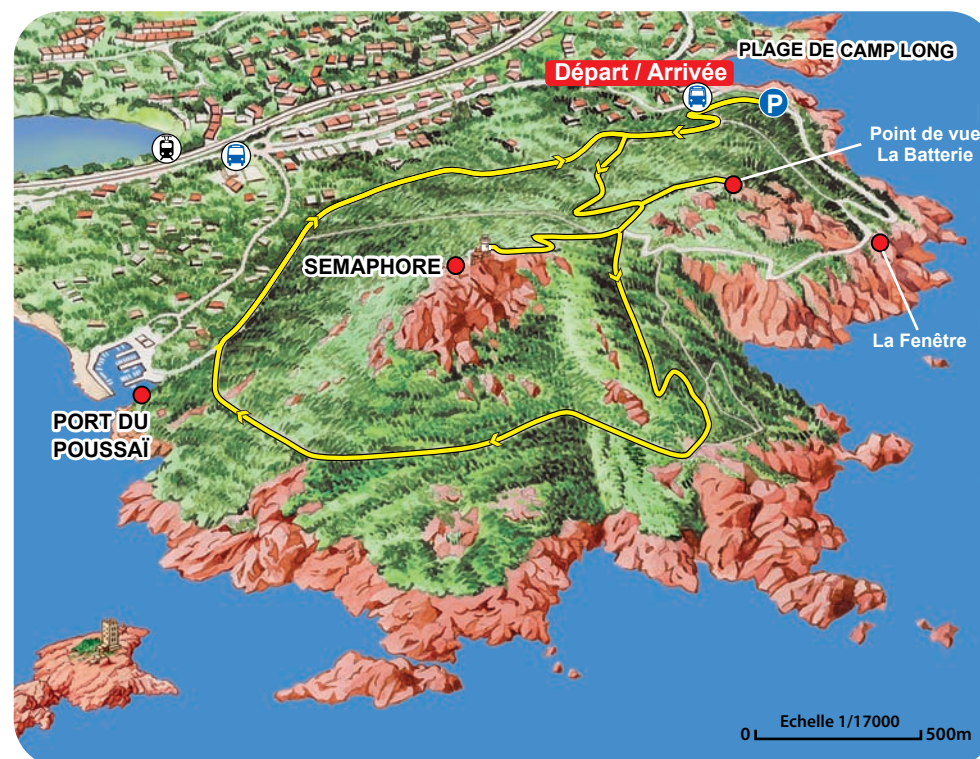 PLAGE DE CAMP LONG
Départ / Arrivée
P
Point de vue
La Batterie
SEMAPHORE
La Fenêtre
PORT DU
POUSSAÏ
Echelle 1/17000
0 500m